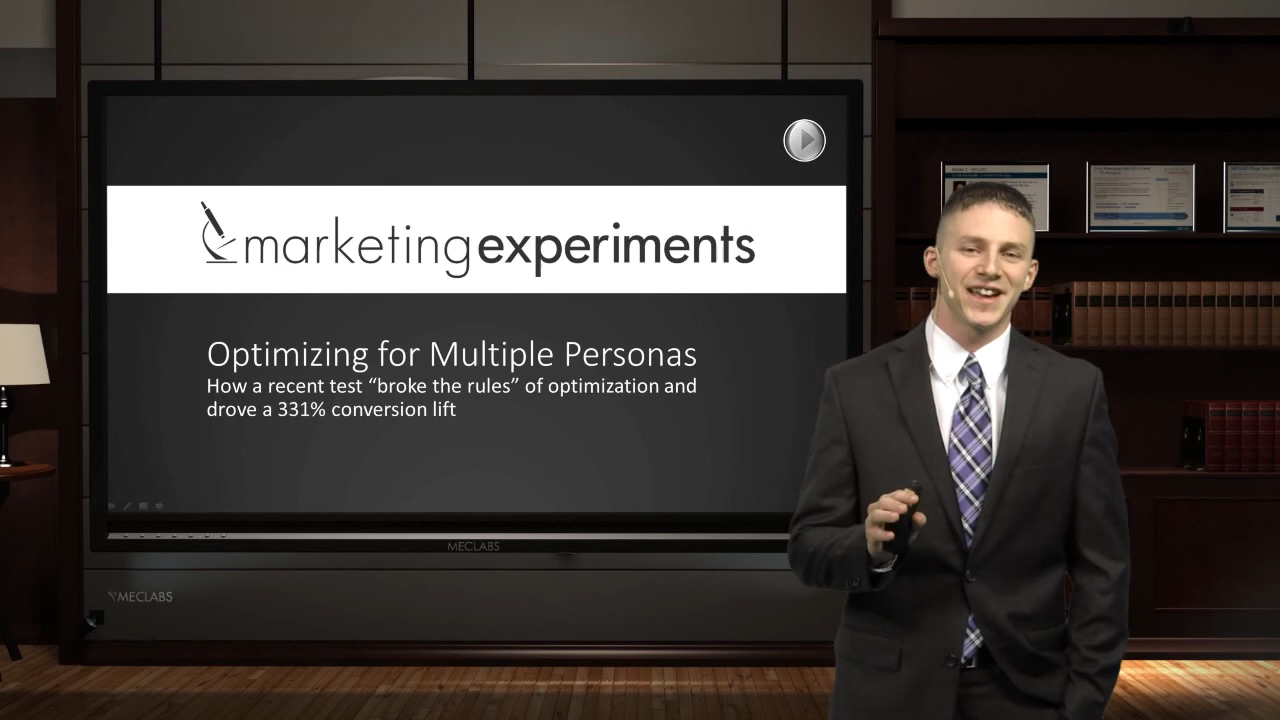 marketingexperiments
Optimizing for Multiple Personas
How a recent test “broke the rules” of optimization and
drove a 331% conversion lift
MECLABS
MECLABS